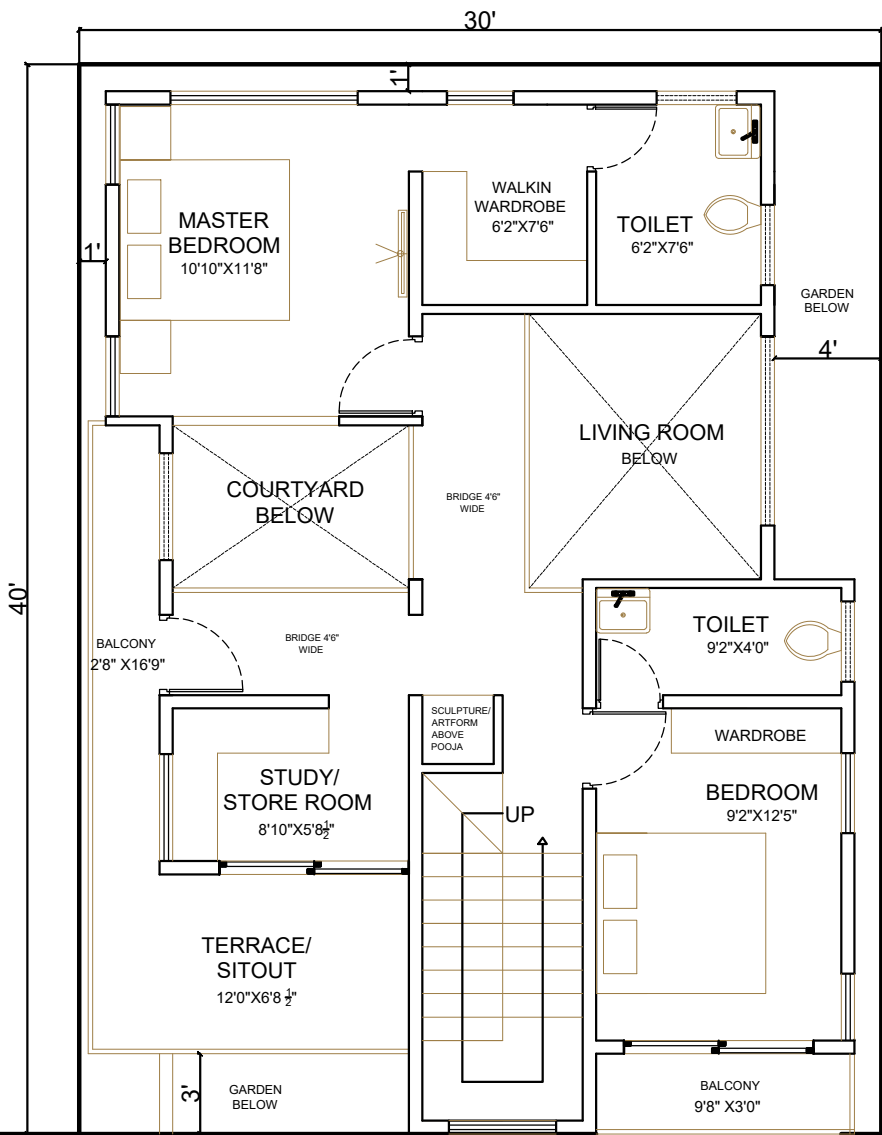 30'
1'
MASTER
BEDROOM
10'10"X11'8"
WALKIN
WARDROBE
6'2"X7'6"
TOILET
6'2"X7'6"
1'
GARDEN
BELOW
4'
LIVING ROOM
BELOW
COURTYARD
BELOW
BRIDGE 4'6"
WIDE
40'
BALCONY
2'8" X16'9"
BRIDGE 4'6"
WIDE
TOILET
9'2"X4'0"
SCULPTURE/
ARTFORM
ABOVE
POOJA
WARDROBE
STUDY/
STORE ROOM
8'10"X5'8½"
UP
BEDROOM
9'2"X12'5"
TERRACE/
SITOUT
12'0"X6'8 ½"
3'
GARDEN
BELOW
BALCONY
9'8" X3'0"